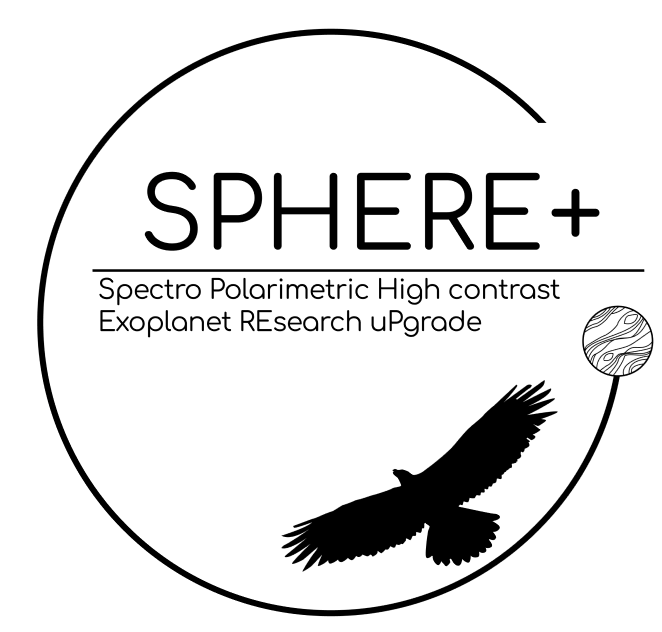 SPHERE+
Spectro Polarimetric High contrast
Exoplanet REsearch uPgrade